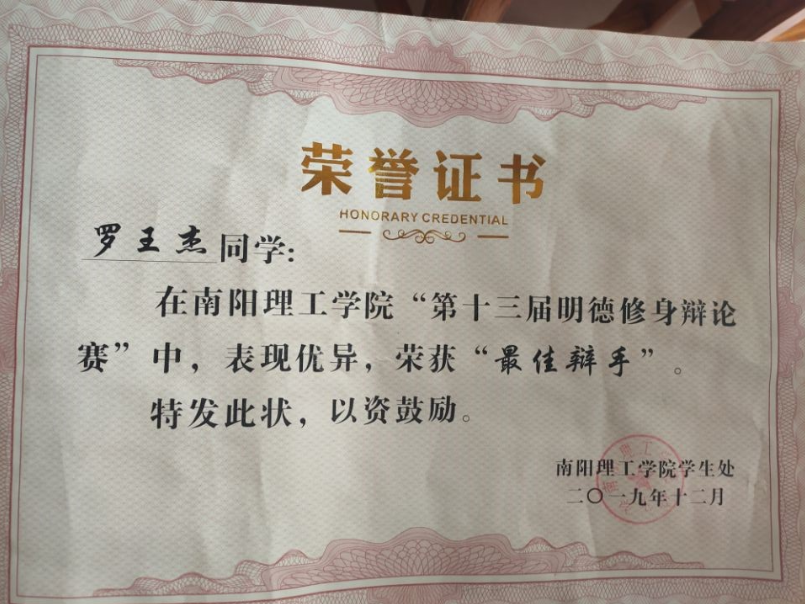 荣誉证书
HONORARY CREDENTIAL
罗王杰同学:
在南阳理工学院“第十三届明德修身辩论
赛”中，表现优异，荣获“最佳辩手”。
特发此状，以资鼓励。
南阳理工学院学生处
二〇一九年十二月